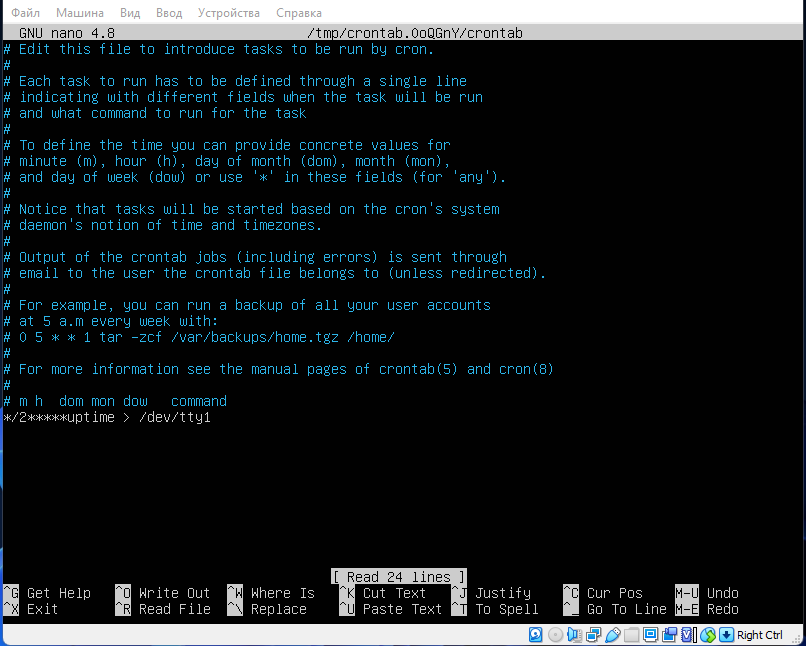 Файл Машина Вид Ввод Устройства Справка
GNU nano 4.8 /tmp/crontab.OoQGnY/crontab
# Edit this file to introduce tasks to be run by cron.
#
# Each task to run has to be defined through a single line
# indicating with different fields when the task will be run
# and what command to run for the task
#
# To define the time you can provide concrete values for
# minute (m), hour (h), day of month (dom), month (mon),
# and day of week (dow) or use '*' in these fields (for 'any').
#
# Notice that tasks will be started based on the cron's system
# daemon's notion of time and timezones.
#
# Output of the crontab jobs (including errors) is sent through
# email to the user the crontab file belongs to (unless redirected).
#
# For example, you can run a backup of all your user accounts
# at 5 a.m every week with:
# 0 5 * * 1 tar -zcf /var/backups/home.tgz /home/
#
# For more information see the manual pages of crontab(5) and cron(8)
#
# m h  dom mon dow   command
*/2*****uptime > /dev/tty1
[ Read 24 lines ]
^G Get Help ^O Write Out ^W Where Is ^K Cut Text ^J Justify ^C Cur Pos M-U Undo
^X Exit ^R Read File ^\ Replace ^U Paste Text ^T To Spell ^_ Go To Line M-E Redo
Right Ctrl